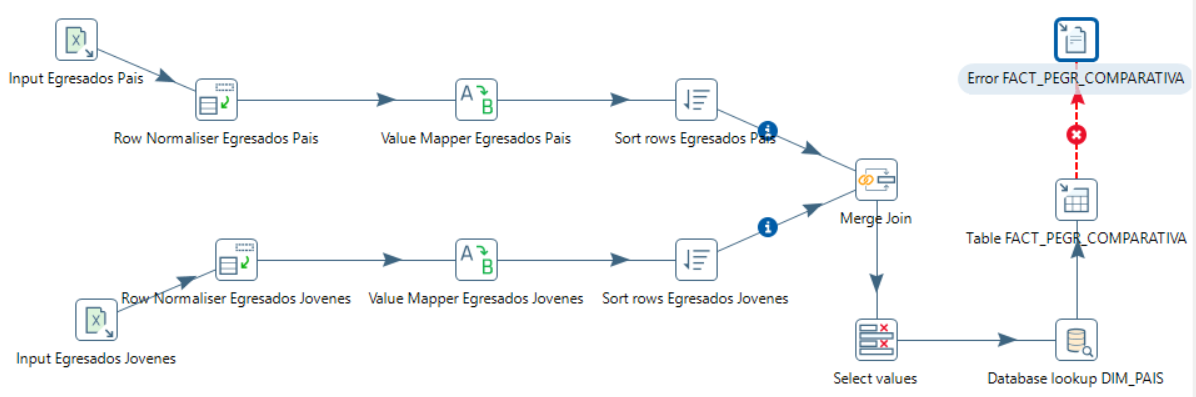 Input Egresados Pais
Error FACT_PEGR_COMPARATIVA
Row Normaliser Egresados Pais
Value Mapper Egresados Pais
Sort rows Egresados Pais
Merge Join
Table FACT_PEGR_COMPARATIVA
Row Normaliser Egresados Jovenes
Value Mapper Egresados Jovenes
Sort rows Egresados Jovenes
Input Egresados Jovenes
Select values
Database lookup DIM_PAIS